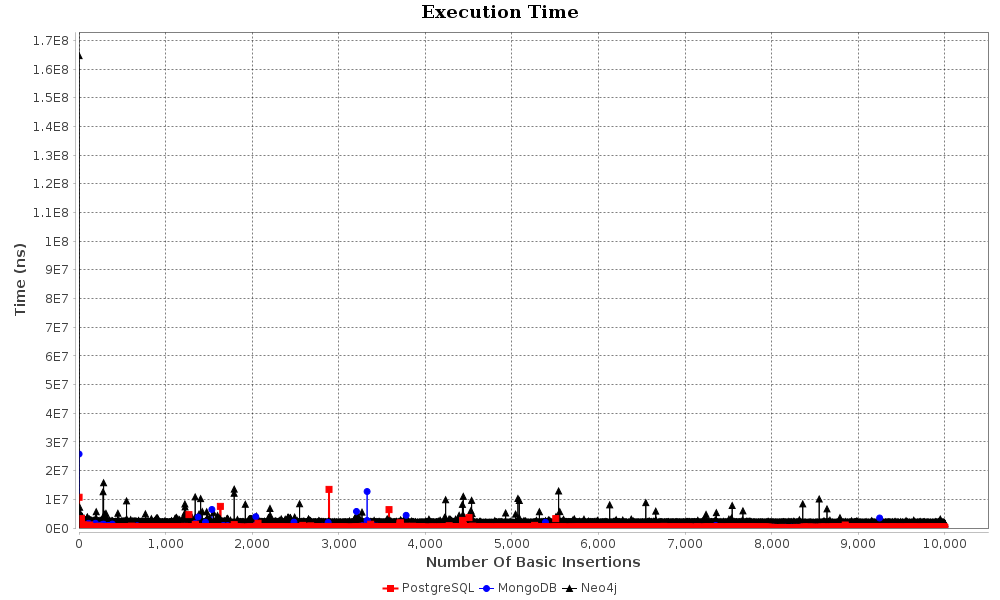 Execution Time
1.7E8
1.6E8
1.5E8
1.4E8
1.3E8
1.2E8
1.1E8
1E8
9E7
8E7
7E7
6E7
5E7
4E7
3E7
2E7
1E7
0E0
Time (ns)
0 1,000 2,000 3,000 4,000 5,000 6,000 7,000 8,000 9,000 10,000
Number Of Basic Insertions
PostgreSQL MongoDB Neo4j